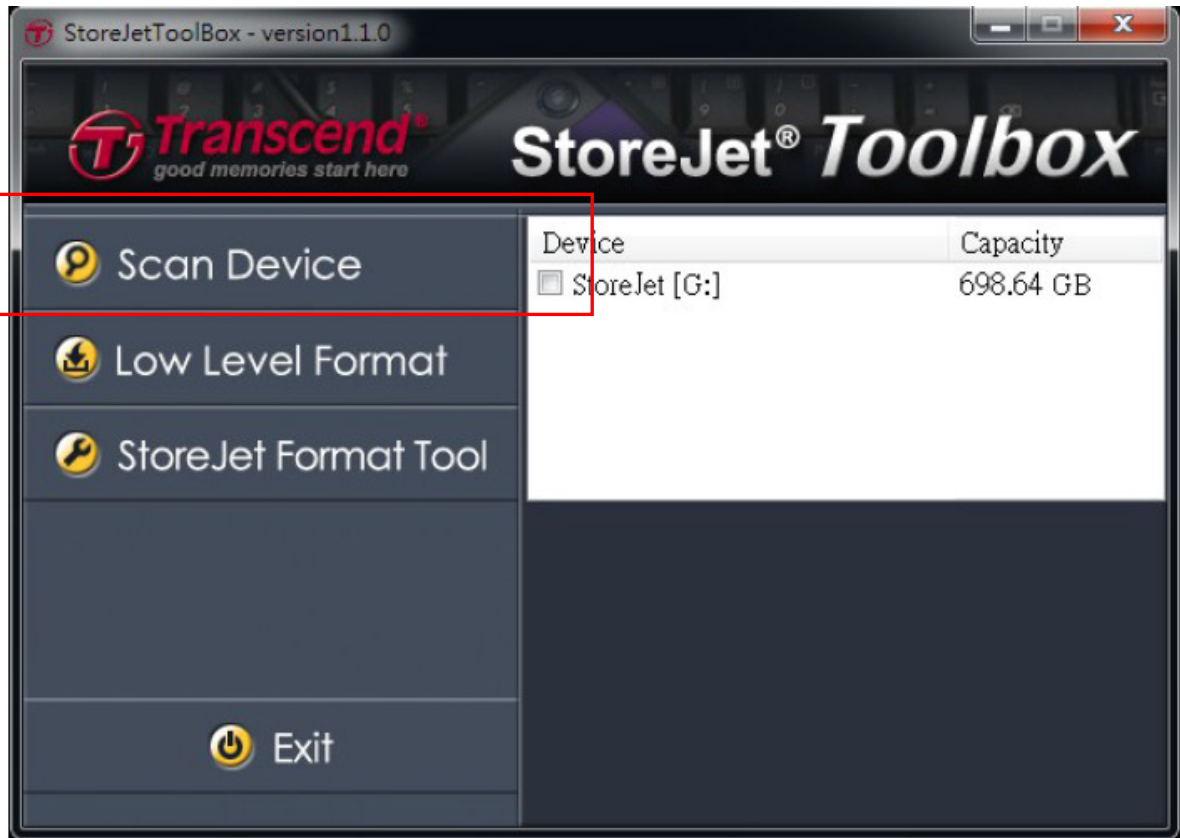 StoreJetToolBox - version1.1.0
Transcend®
good memories start here
StoreJet® Toolbox
Scan Device
Low Level Format
StoreJet Format Tool
Exit
Device Capacity
StoreJet [G:] 698.64 GB